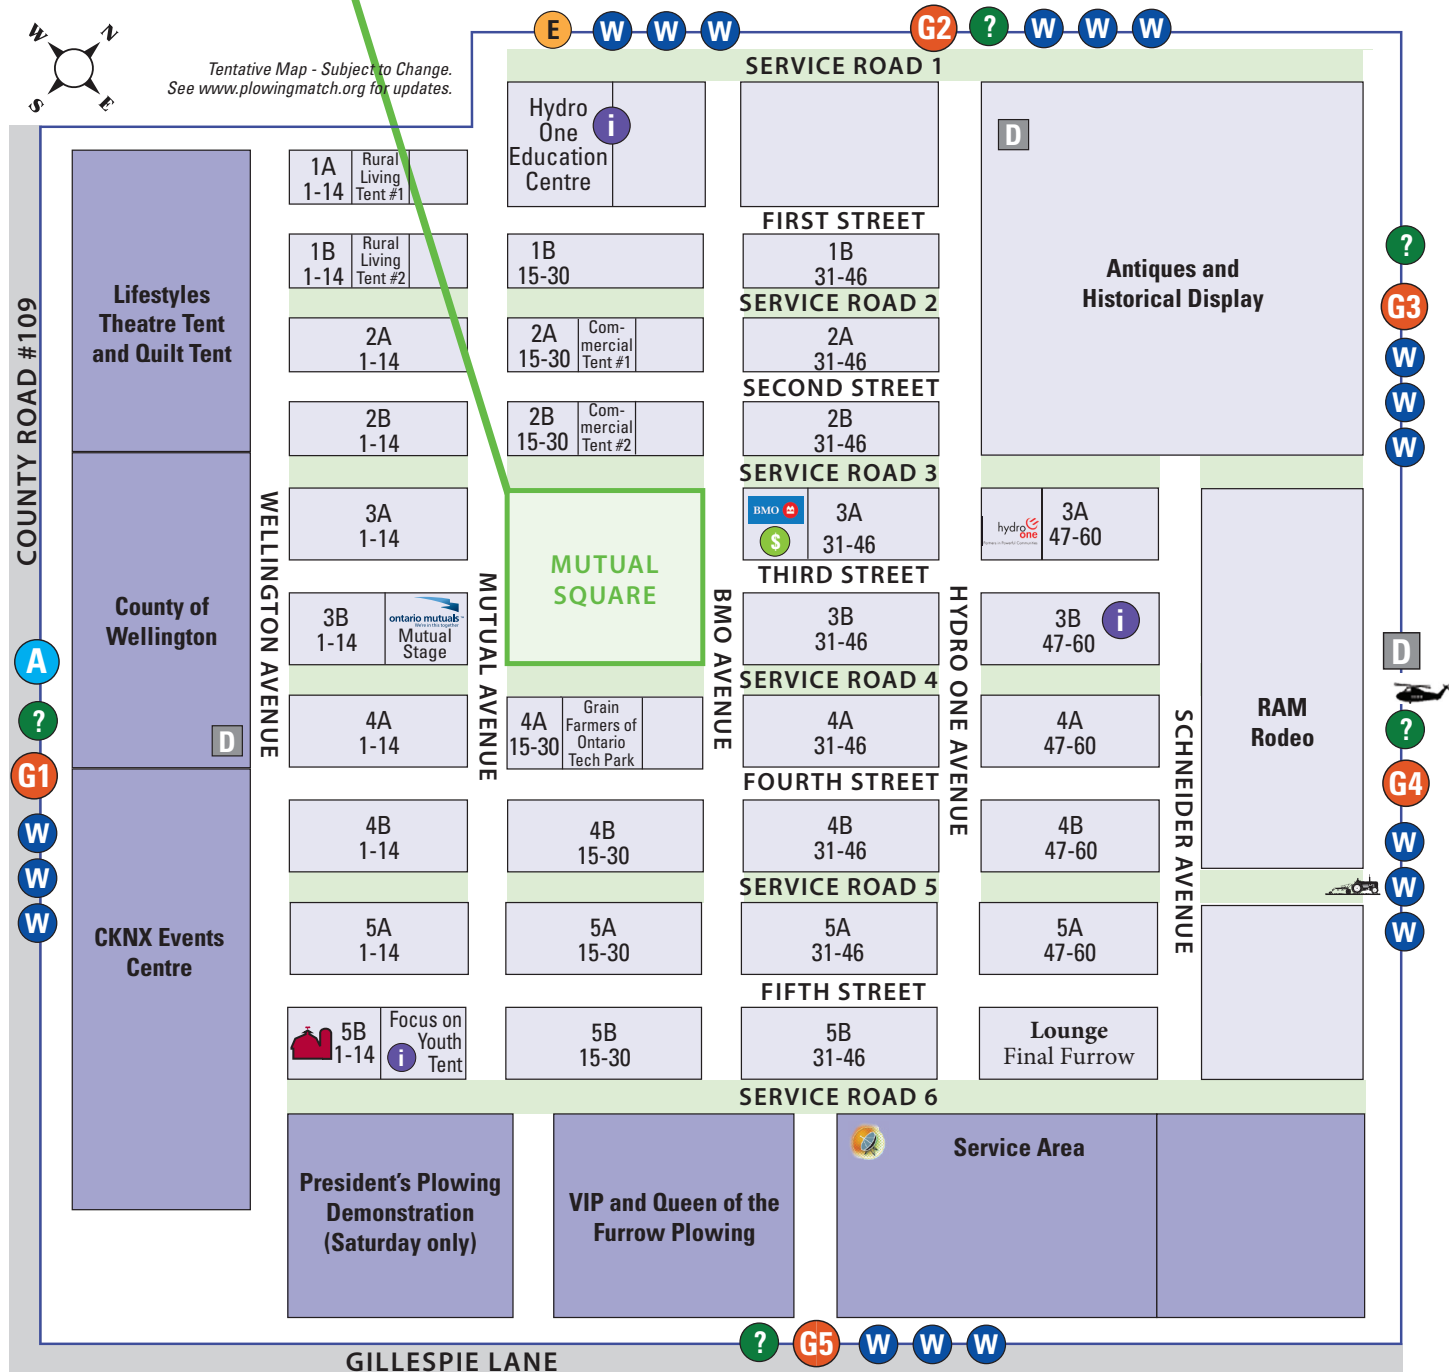 W
N
S
E
Tentative Map - Subject to Change.
See www.plowingmatch.org for updates.
E
W
W
W
G2
?
W
W
W
SERVICE ROAD 1
Hydro
One
Education
Centre
i
D
1A
1-14
Rural
Living
Tent #1
FIRST STREET
1B
1-14
Rural
Living
Tent #2
1B
15-30
1B
31-46
Antiques and
Historical Display
Lifestyles
Theatre Tent
and Quilt Tent
SERVICE ROAD 2
2A
1-14
2A
15-30
Com-
mercial
Tent #1
2A
31-46
SECOND STREET
2B
1-14
2B
15-30
Com-
mercial
Tent #2
2B
31-46
?
G3
W
W
W
COUNTY ROAD #109
SERVICE ROAD 3
WELLINGTON AVENUE
3A
1-14
MUTUAL
SQUARE
BMO
$
3A
31-46
hydro
one
3A
47-60
THIRD STREET
MUTUAL AVENUE
BMO AVENUE
HYDRO ONE AVENUE
County of
Wellington
3B
1-14
ontario mutuals
Mutual
Stage
3B
31-46
3B
47-60
i
A
?
G1
W
W
W
D
SERVICE ROAD 4
4A
1-14
4A
15-30
Grain
Farmers of
Ontario
Tech Park
4A
31-46
4A
47-60
SCHNEIDER AVENUE
RAM
Rodeo
D
?
G4
W
W
W
FOURTH STREET
4B
1-14
4B
15-30
4B
31-46
4B
47-60
SERVICE ROAD 5
CKNX Events
Centre
5A
1-14
5A
15-30
5A
31-46
5A
47-60
FIFTH STREET
5B
1-14
Focus on
Youth
Tent
i
5B
15-30
5B
31-46
Lounge
Final Furrow
SERVICE ROAD 6
President's Plowing
Demonstration
(Saturday only)
VIP and Queen of the
Furrow Plowing
Service Area
?
G5
W
W
W
GILLESPIE LANE